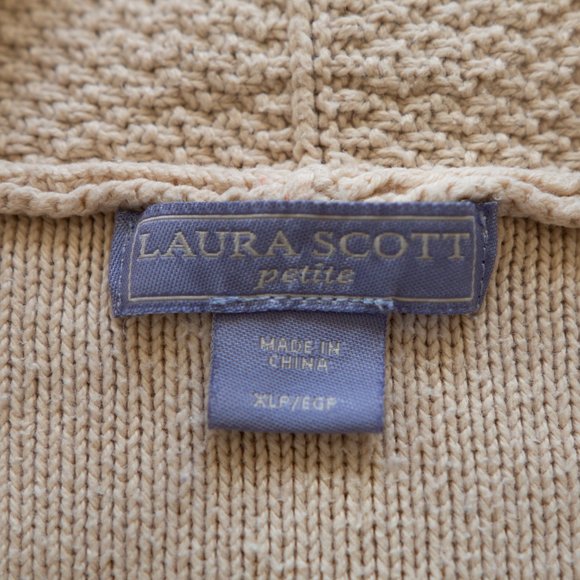 LAURA SCOTT
petite
MADE IN
CHINA
XLP/EGP